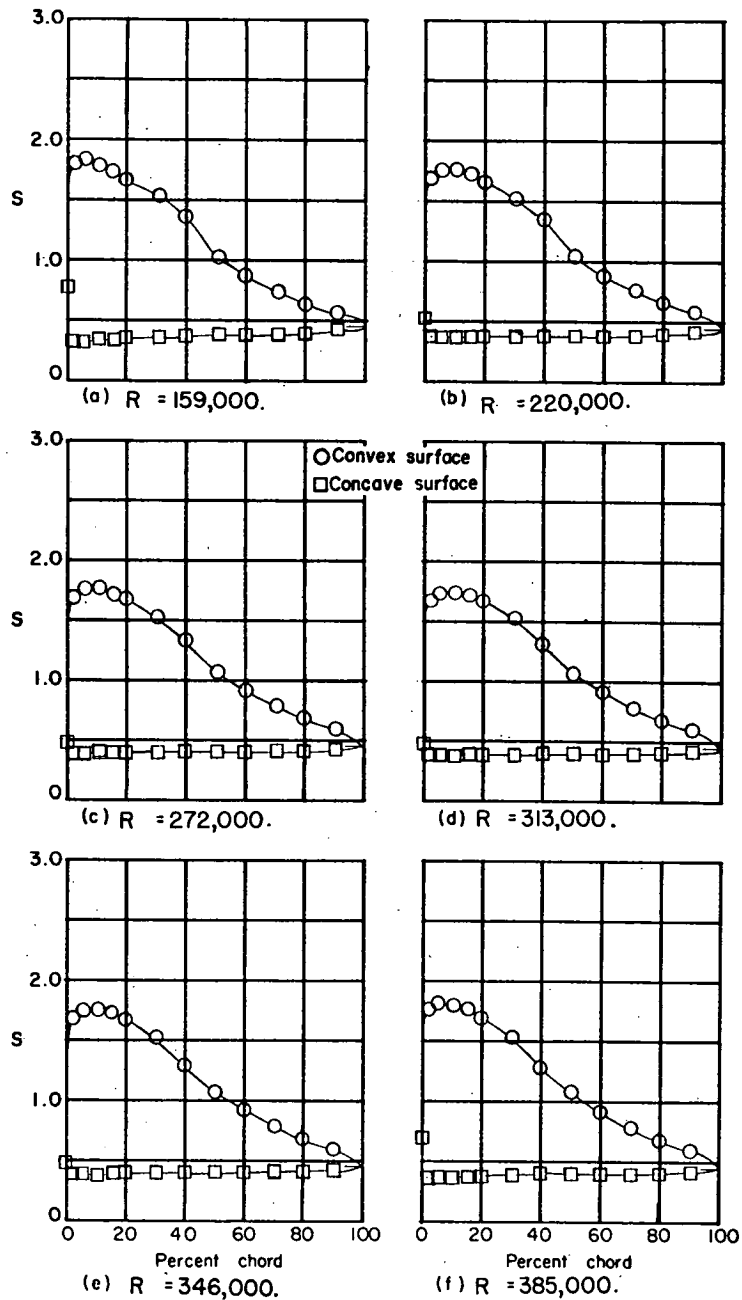 3.0
2.0
S
1.0
0
(a) R = 159,000.
(b) R = 220,000.
3.0
○ Convex surface
□ Concave surface
2.0
S
1.0
0
(c) R = 272,000.
(d) R = 313,000.
3.0
2.0
S
1.0
0
0 20 40 60 80 100
0 20 40 60 80 100
Percent chord
Percent chord
(e) R = 346,000.
(f) R = 385,000.